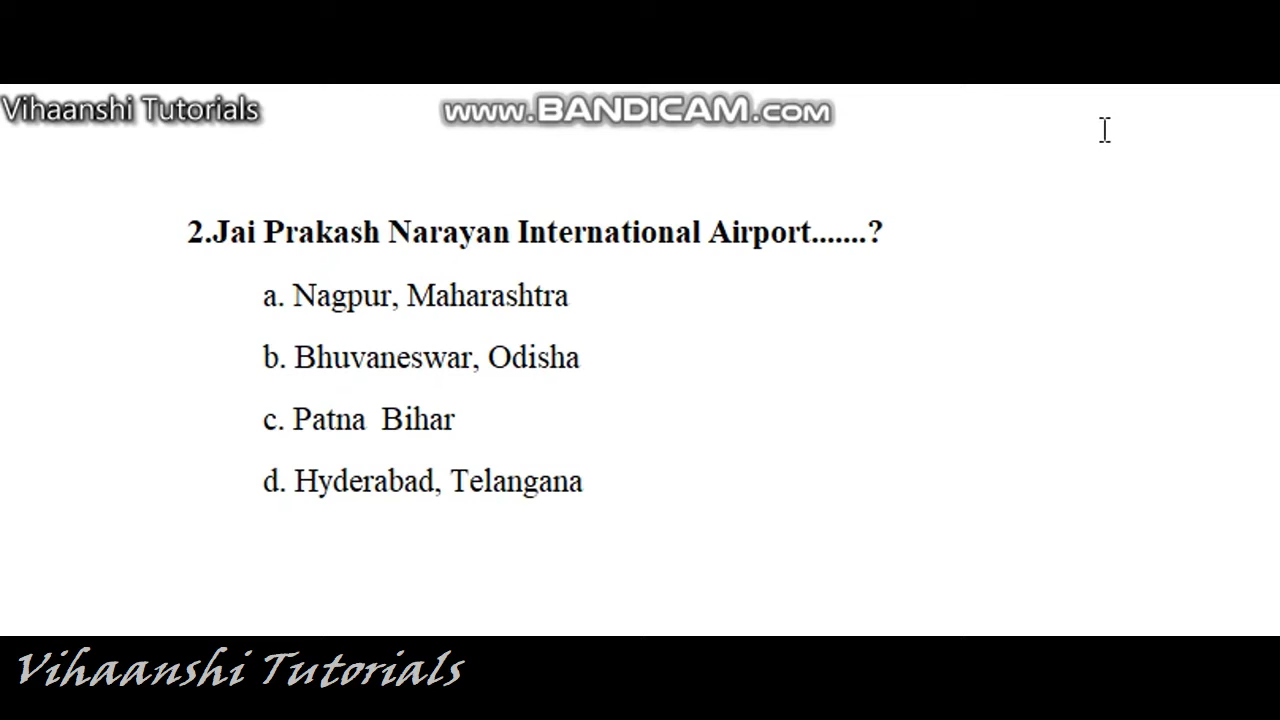 Vihaanshi Tutorials
www.BANDICAM.com
2.Jai Prakash Narayan International Airport.......?
a. Nagpur, Maharashtra
b. Bhuvaneswar, Odisha
c. Patna  Bihar
d. Hyderabad, Telangana
Vihaanshi Tutorials